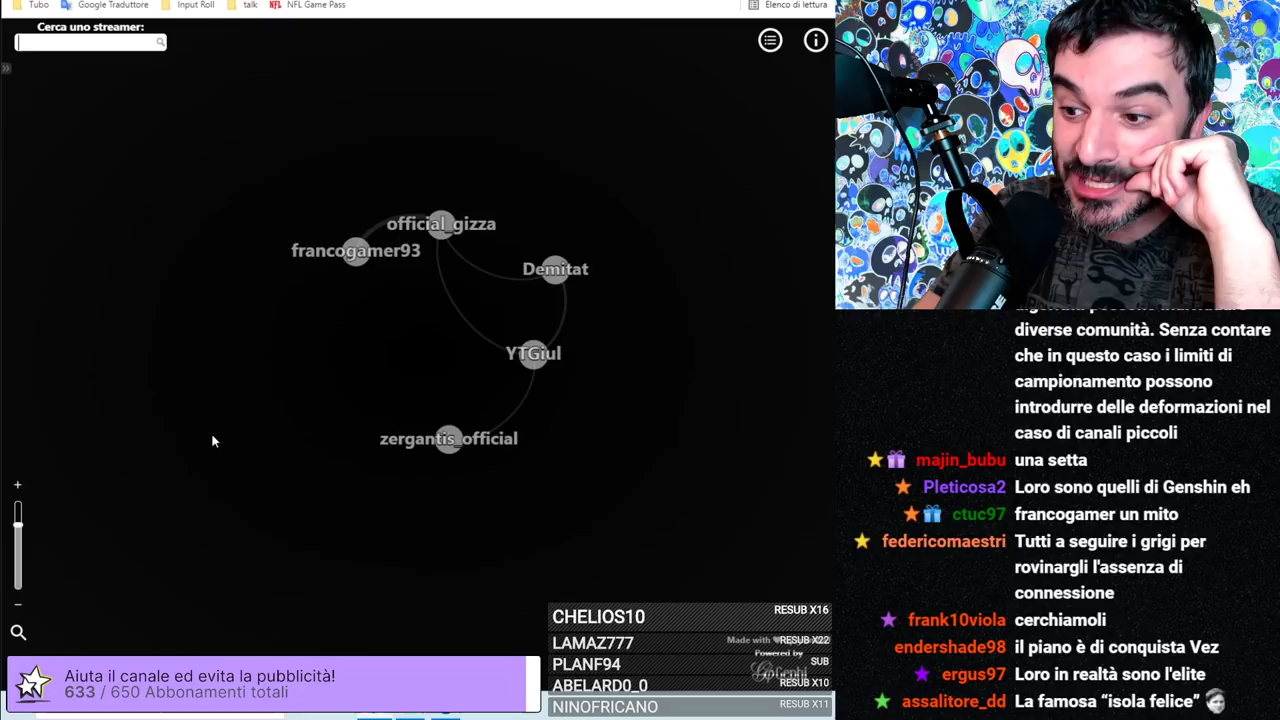 Tubo
Google Traduttore
Input Roll
talk
NFL Game Pass
Elenco di lettura
Cerca uno streamer:
official_gizza
francogamer93
Demitat
YTGiul
zergantis_official
+
−
diverse comunità. Senza contare
che in questo caso i limiti di
campionamento possono
introdurre delle deformazioni nel
caso di canali piccoli
majin_bubu una setta
Pleticosa2 Loro sono quelli di Genshin eh
ctuc97 francogamer un mito
federicomaestri Tutti a seguire i grigi per
rovinargli l'assenza di
connessione
frank10viola cerchiamoli
endershade98 il piano è di conquista Vez
ergus97 Loro in realtà sono l'elite
assalitore_dd La famosa “isola felice”
CHELIOS10 RESUB X16
LAMAZ777 RESUB X22
Made with
Powered by
PLANF94 SUB
Gephi
ABELARD0_0 RESUB X10
NINOFRICANO RESUB X11
Aiuta il canale ed evita la pubblicità!
633 / 650 Abbonamenti totali